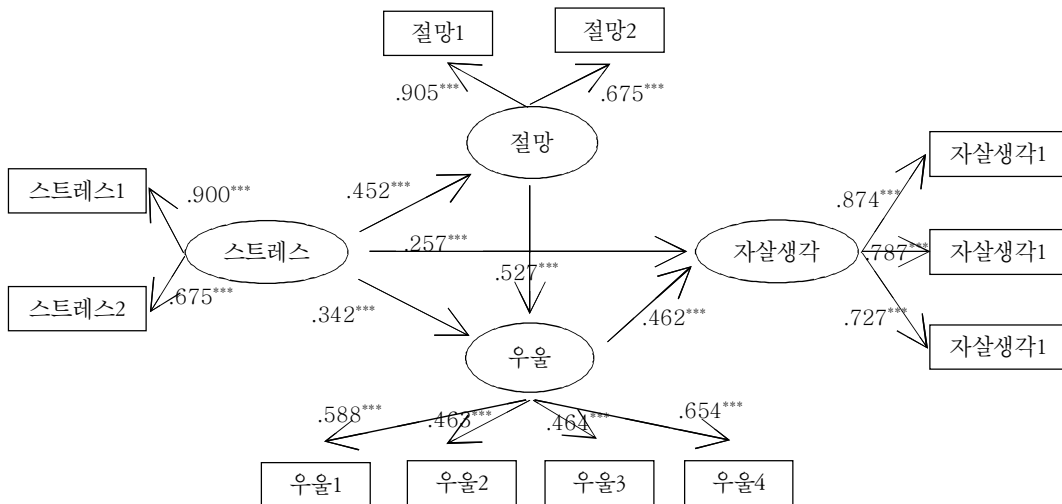 절망1
절망2
.905***
.675***
절망
자살생각1
스트레스1
.900***
.452***
.874***
스트레스
.257***
자살생각
.787***
자살생각1
.527***
스트레스2
.675***
.342***
.462***
.727***
자살생각1
우울
.588***
.463***
.464***
.654***
우울1
우울2
우울3
우울4